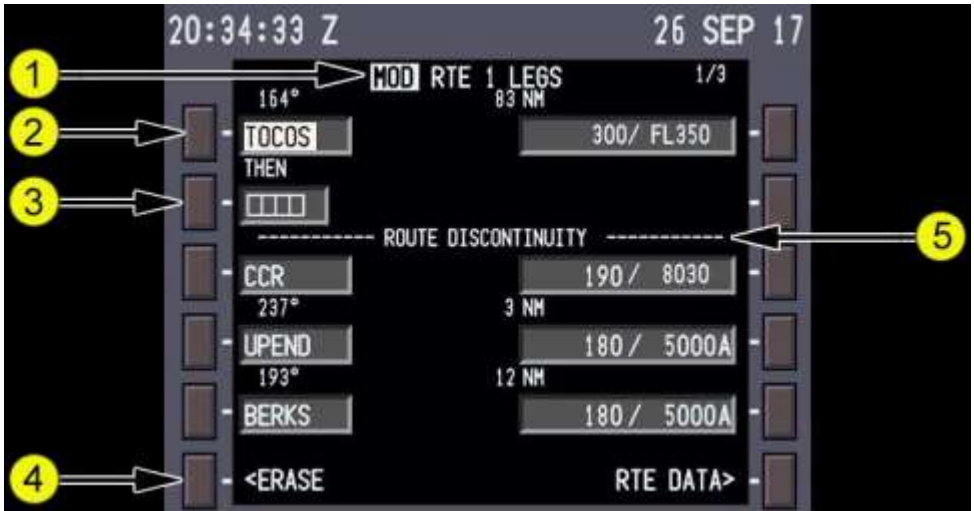 20:34:33 Z 26 SEP 17
1 MOD RTE 1 LEGS 1/3
164° 83 NM
2 TOCOS 300/ FL350
THEN
3 □□□□
---------- ROUTE DISCONTINUITY ---------- 5
CCR 190/ 8030
237° 3 NM
UPEND 180/ 5000A
193° 12 NM
BERKS 180/ 5000A
4 <ERASE RTE DATA>